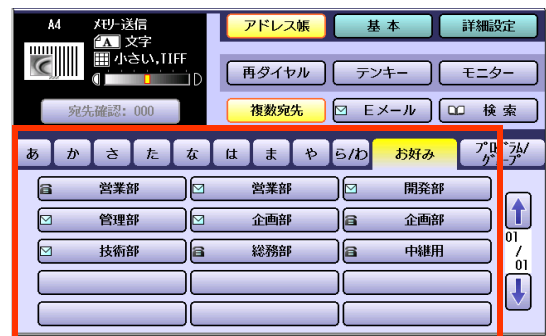 A4 ﾒﾓﾘｰ送信
A 文字
小さい,TIFF
D
宛先確認: 000
アドレス帳 基本 詳細設定
再ダイヤル テンキー モニター
複数宛先 Eメール 検索
あ か さ た な は ま や ら/わ お好み ﾌﾟﾛｸﾞﾗﾑ/ｸﾞﾙｰﾌﾟ
営業部 営業部 開発部
管理部 企画部 企画部
技術部 総務部 中継用
01
/
01